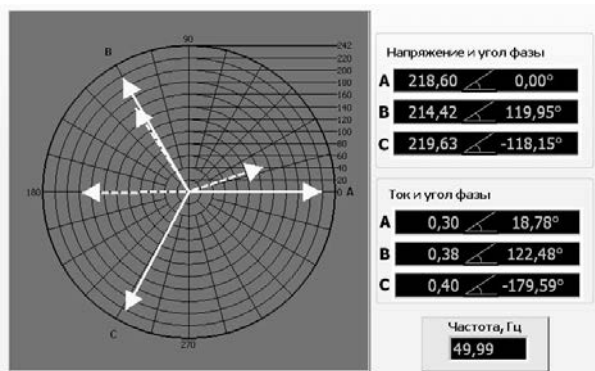 90
B
242
220
200
180
160
140
120
100
80
60
40
20
0 A
180
C
270
Напряжение и угол фазы
A 218,60 0,00°
B 214,42 119,95°
C 219,63 -118,15°
Ток и угол фазы
A 0,30 18,78°
B 0,38 122,48°
C 0,40 -179,59°
Частота, Гц
49,99